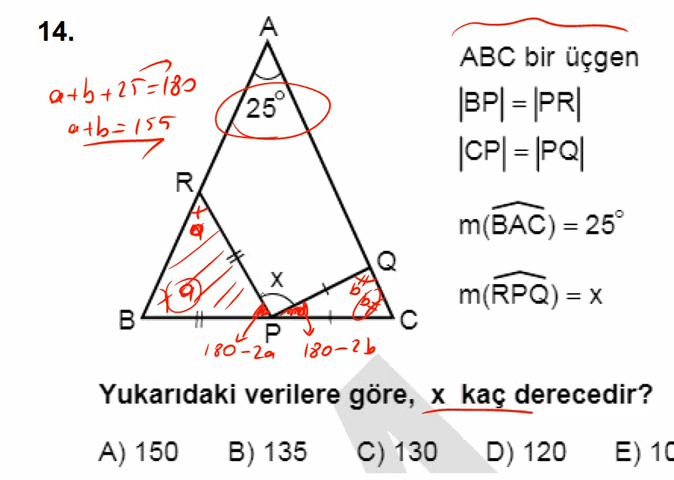 14.
A
25°
a+b+25=180
a+b=155
R
a
a
Q
x
b
b
B
P
C
180-2a
180-2b
ABC bir üçgen
|BP| = |PR|
|CP| = |PQ|
m(BAC) = 25°
m(RPQ) = x
Yukarıdaki verilere göre, x kaç derecedir?
A) 150 B) 135 C) 130 D) 120 E) 10